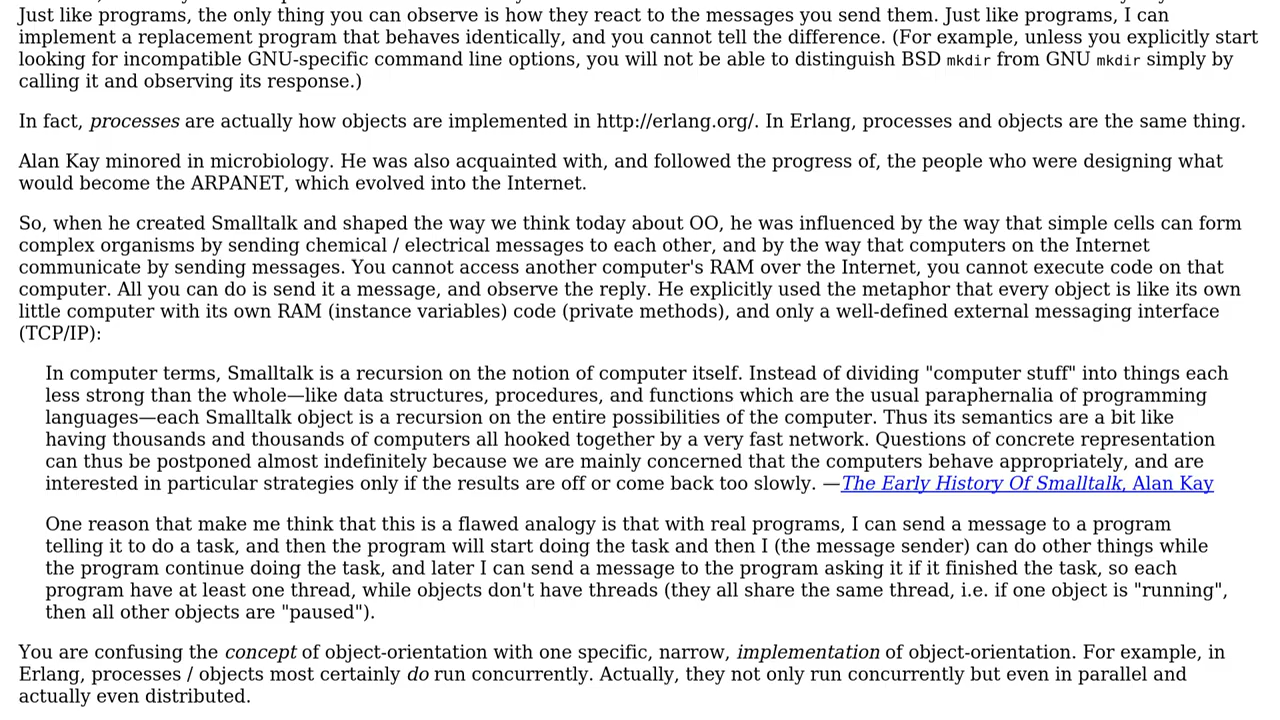 Just like programs, the only thing you can observe is how they react to the messages you send them. Just like programs, I can
implement a replacement program that behaves identically, and you cannot tell the difference. (For example, unless you explicitly start
looking for incompatible GNU-specific command line options, you will not be able to distinguish BSD mkdir from GNU mkdir simply by
calling it and observing its response.)
In fact, processes are actually how objects are implemented in http://erlang.org/. In Erlang, processes and objects are the same thing.
Alan Kay minored in microbiology. He was also acquainted with, and followed the progress of, the people who were designing what
would become the ARPANET, which evolved into the Internet.
So, when he created Smalltalk and shaped the way we think today about OO, he was influenced by the way that simple cells can form
complex organisms by sending chemical / electrical messages to each other, and by the way that computers on the Internet
communicate by sending messages. You cannot access another computer's RAM over the Internet, you cannot execute code on that
computer. All you can do is send it a message, and observe the reply. He explicitly used the metaphor that every object is like its own
little computer with its own RAM (instance variables) code (private methods), and only a well-defined external messaging interface
(TCP/IP):
In computer terms, Smalltalk is a recursion on the notion of computer itself. Instead of dividing "computer stuff" into things each
less strong than the whole—like data structures, procedures, and functions which are the usual paraphernalia of programming
languages—each Smalltalk object is a recursion on the entire possibilities of the computer. Thus its semantics are a bit like
having thousands and thousands of computers all hooked together by a very fast network. Questions of concrete representation
can thus be postponed almost indefinitely because we are mainly concerned that the computers behave appropriately, and are
interested in particular strategies only if the results are off or come back too slowly. —The Early History Of Smalltalk, Alan Kay
One reason that make me think that this is a flawed analogy is that with real programs, I can send a message to a program
telling it to do a task, and then the program will start doing the task and then I (the message sender) can do other things while
the program continue doing the task, and later I can send a message to the program asking it if it finished the task, so each
program have at least one thread, while objects don't have threads (they all share the same thread, i.e. if one object is "running",
then all other objects are "paused").
You are confusing the concept of object-orientation with one specific, narrow, implementation of object-orientation. For example, in
Erlang, processes / objects most certainly do run concurrently. Actually, they not only run concurrently but even in parallel and
actually even distributed.